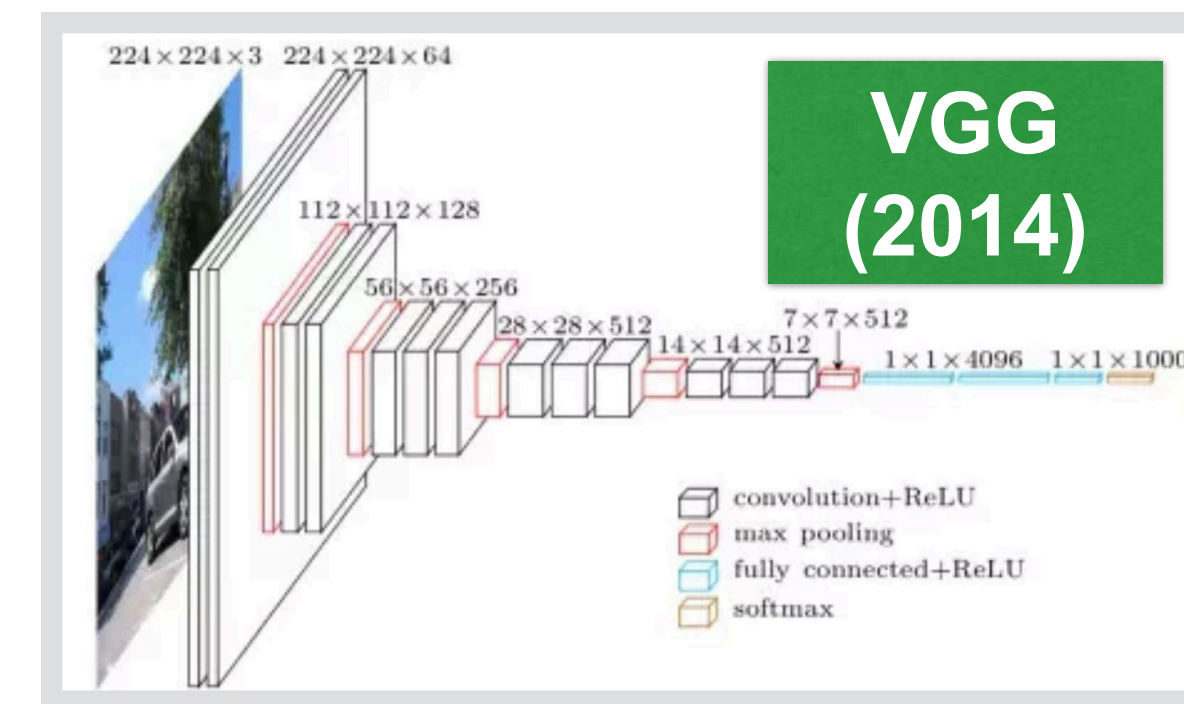 224×224×3
224×224×64
VGG
(2014)
112×112×128
56×56×256
28×28×512
7×7×512
14×14×512
1×1×4096
1×1×1000
convolution+ReLU
max pooling
fully connected+ReLU
softmax